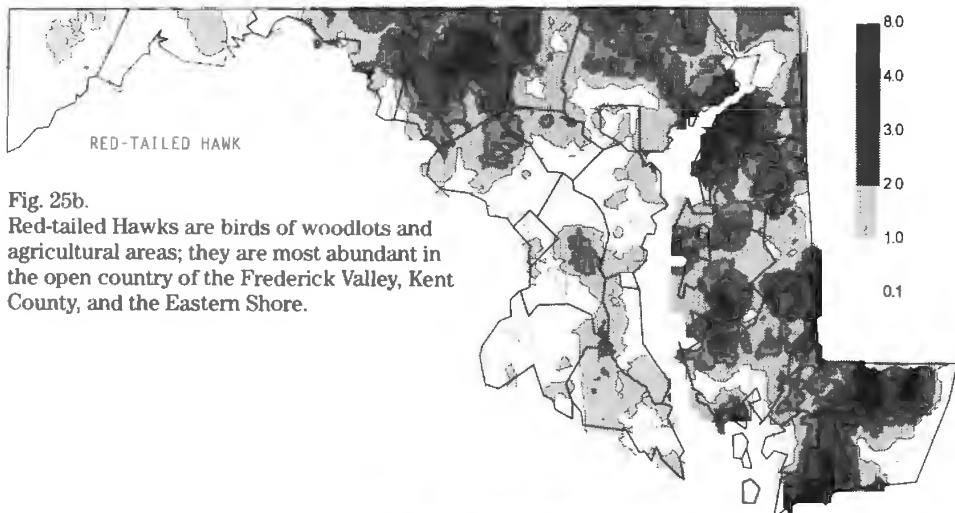 RED-TAILED HAWK
Fig. 25b.
Red-tailed Hawks are birds of woodlots and
agricultural areas; they are most abundant in
the open country of the Frederick Valley, Kent
County, and the Eastern Shore.
8.0
4.0
3.0
2.0
1.0
0.1